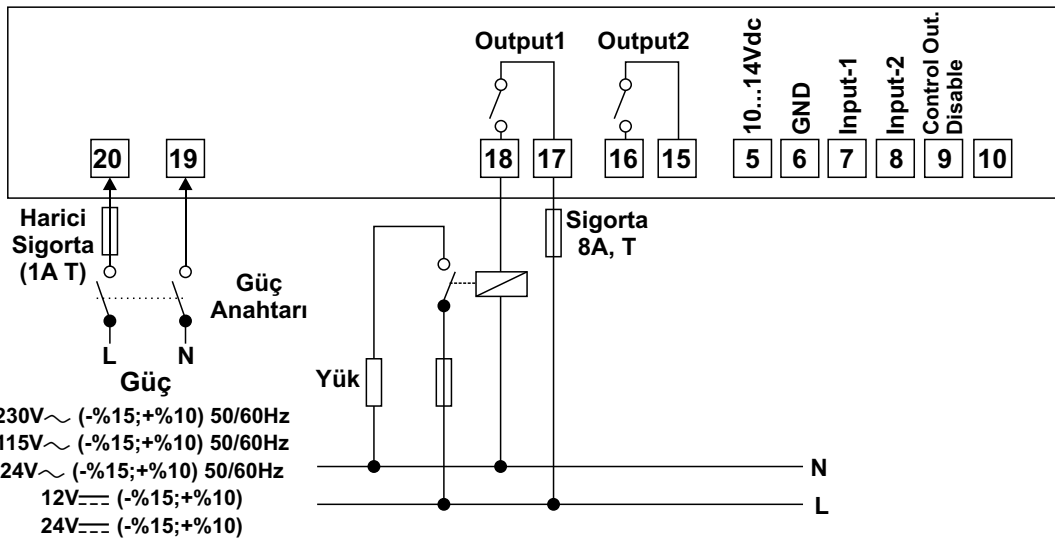 Output1
Output2
10...14Vdc
GND
Input-1
Input-2
Control Out.
Disable
20
19
18
17
16
15
5
6
7
8
9
10
Harici
Sigorta
(1A T)
Sigorta
8A, T
Güç
Anahtarı
L
N
Güç
Yük
230V～ (-%15;+%10) 50/60Hz
115V～ (-%15;+%10) 50/60Hz
24V～ (-%15;+%10) 50/60Hz
12V⎓ (-%15;+%10)
24V⎓ (-%15;+%10)
N
L